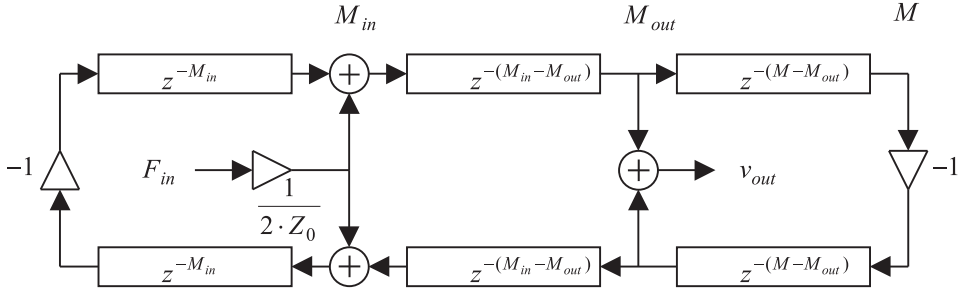 M_in M_out M
z^{-M_in} + z^{-(M_in-M_out)} z^{-(M-M_out)}
-1 F_in 1/(2·Z_0) + v_out -1
z^{-M_in} + z^{-(M_in-M_out)} z^{-(M-M_out)}